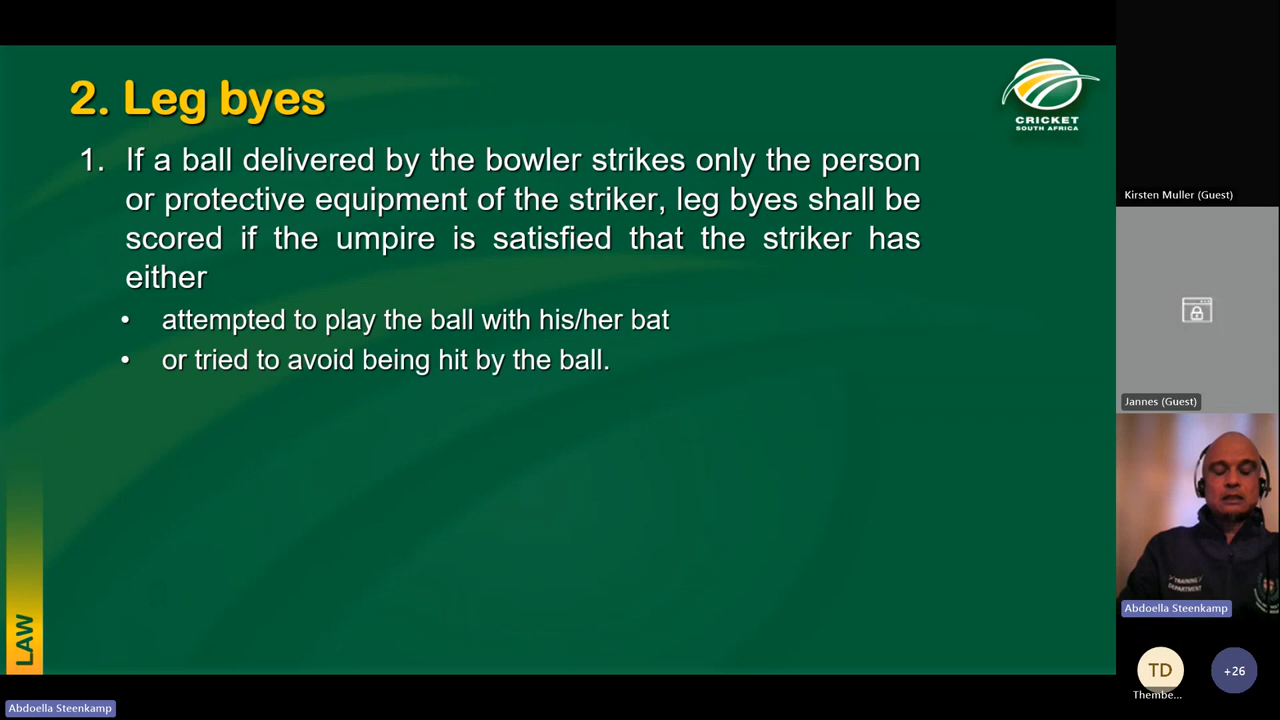 2. Leg byes
CRICKET
SOUTH AFRICA
1. If a ball delivered by the bowler strikes only the person
or protective equipment of the striker, leg byes shall be
scored if the umpire is satisfied that the striker has
either
• attempted to play the ball with his/her bat
• or tried to avoid being hit by the ball.
LAW
Abdoella Steenkamp
Kirsten Muller (Guest)
Jannes (Guest)
TRAINING
DEPARTMENT
Abdoella Steenkamp
TD
Thembe...
+26